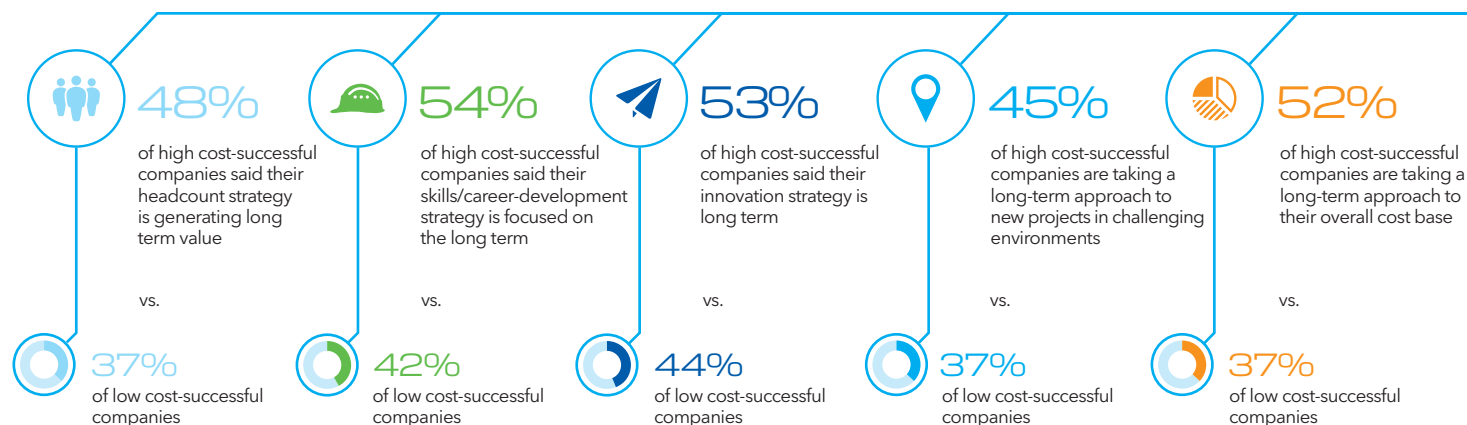 48%
of high cost-successful
companies said their
headcount strategy
is generating long
term value
vs.
37%
of low cost-successful
companies
54%
of high cost-successful
companies said their
skills/career-development
strategy is focused on
the long term
vs.
42%
of low cost-successful
companies
53%
of high cost-successful
companies said their
innovation strategy is
long term
vs.
44%
of low cost-successful
companies
45%
of high cost-successful
companies are taking a
long-term approach to
new projects in challenging
environments
vs.
37%
of low cost-successful
companies
52%
of high cost-successful
companies are taking a
long-term approach to
their overall cost base
vs.
37%
of low cost-successful
companies